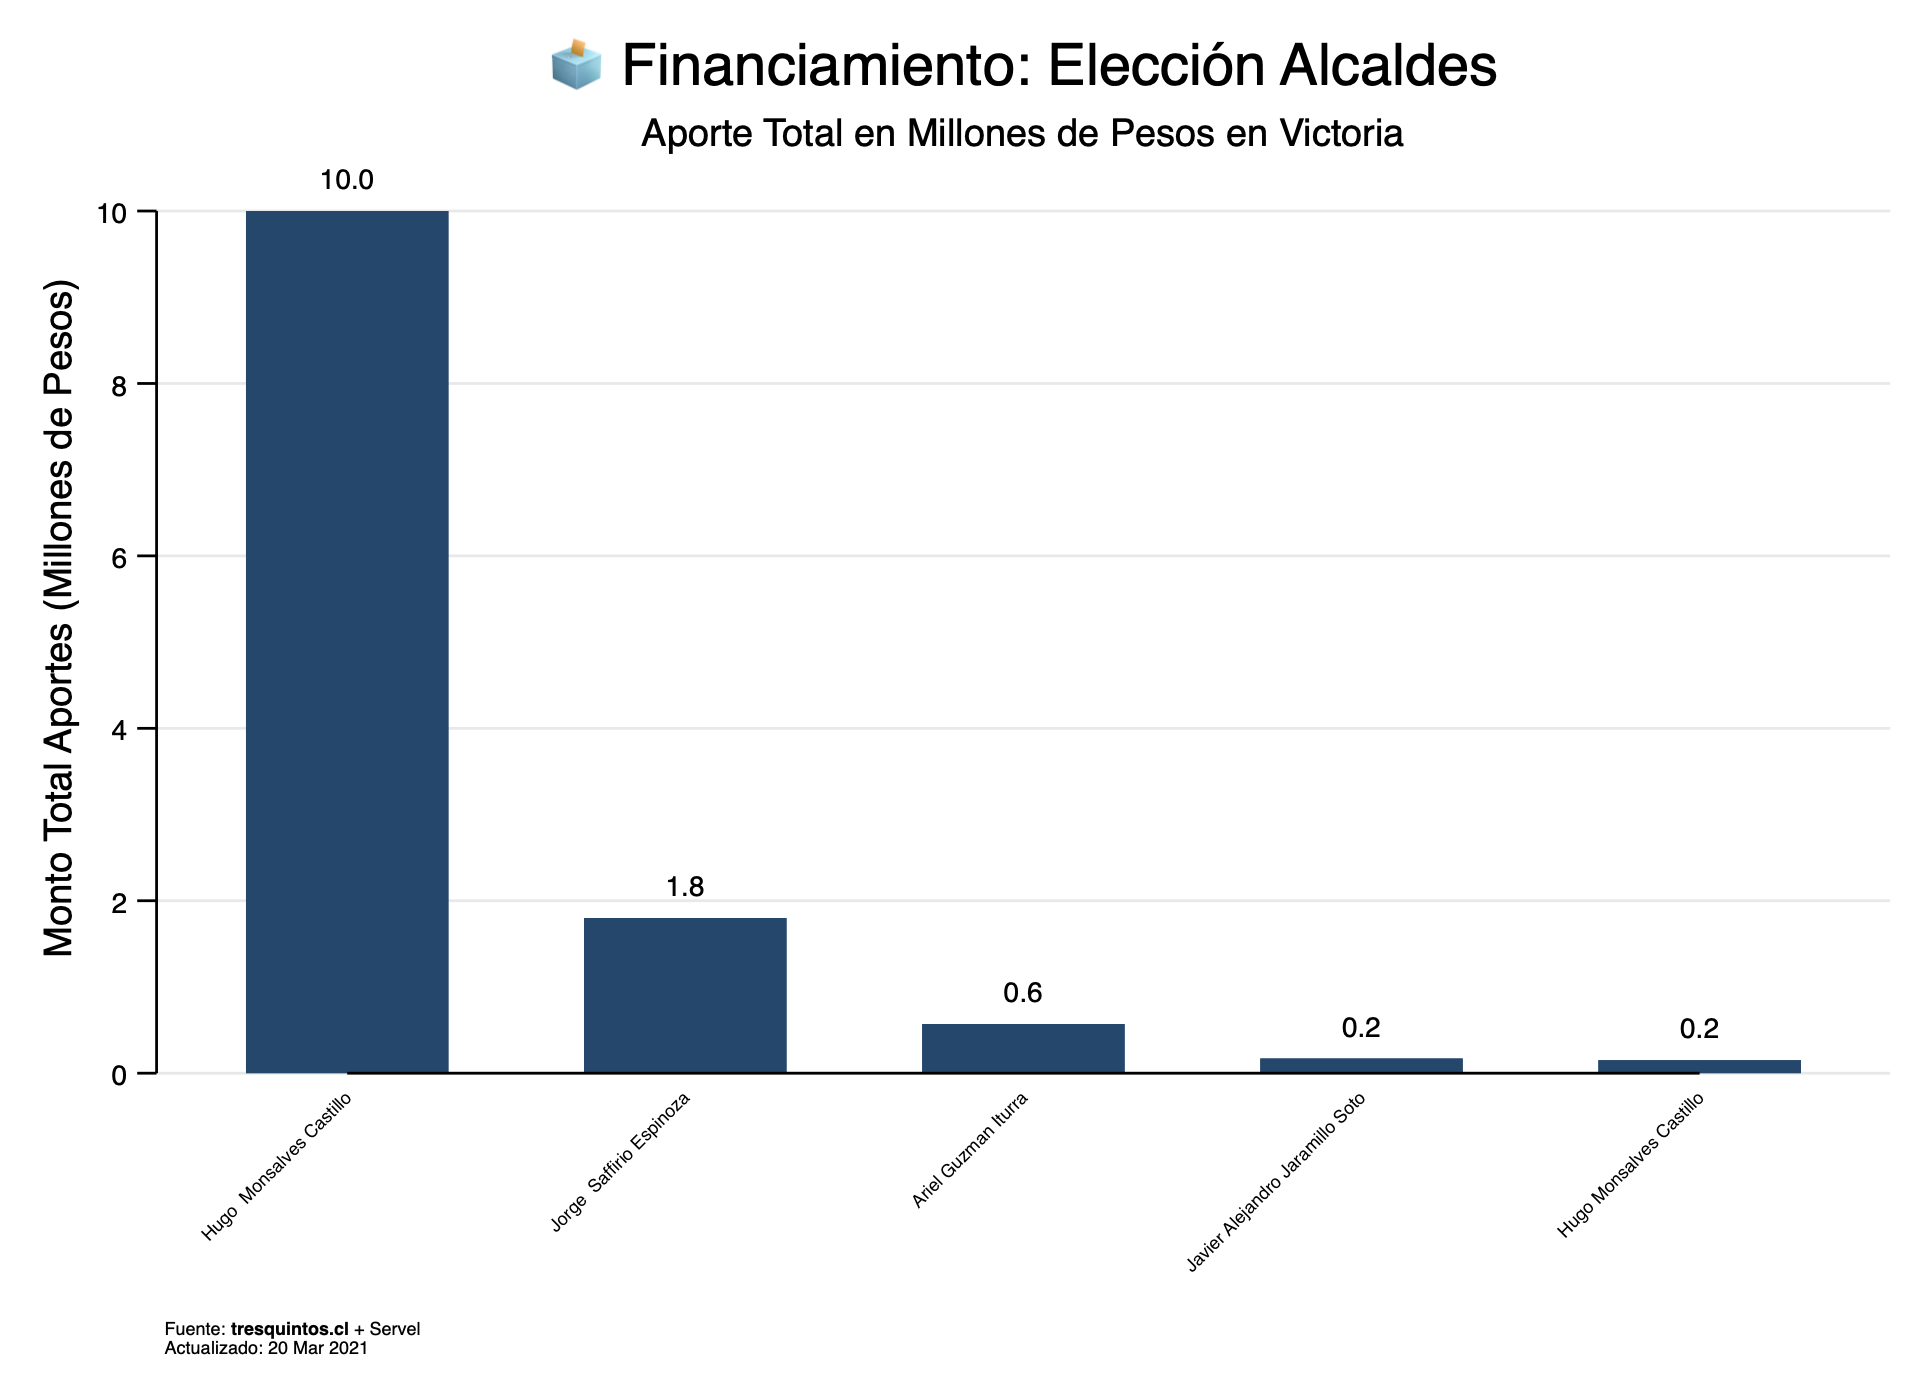 Financiamiento: Elección Alcaldes
Aporte Total en Millones de Pesos en Victoria
Monto Total Aportes (Millones de Pesos)
10
8
6
4
2
0
10.0
1.8
0.6
0.2
0.2
Hugo  Monsalves Castillo
Jorge  Saffirio Espinoza
Ariel Guzman Iturra
Javier Alejandro Jaramillo Soto
Hugo Monsalves Castillo
Fuente: tresquintos.cl + Servel
Actualizado: 20 Mar 2021